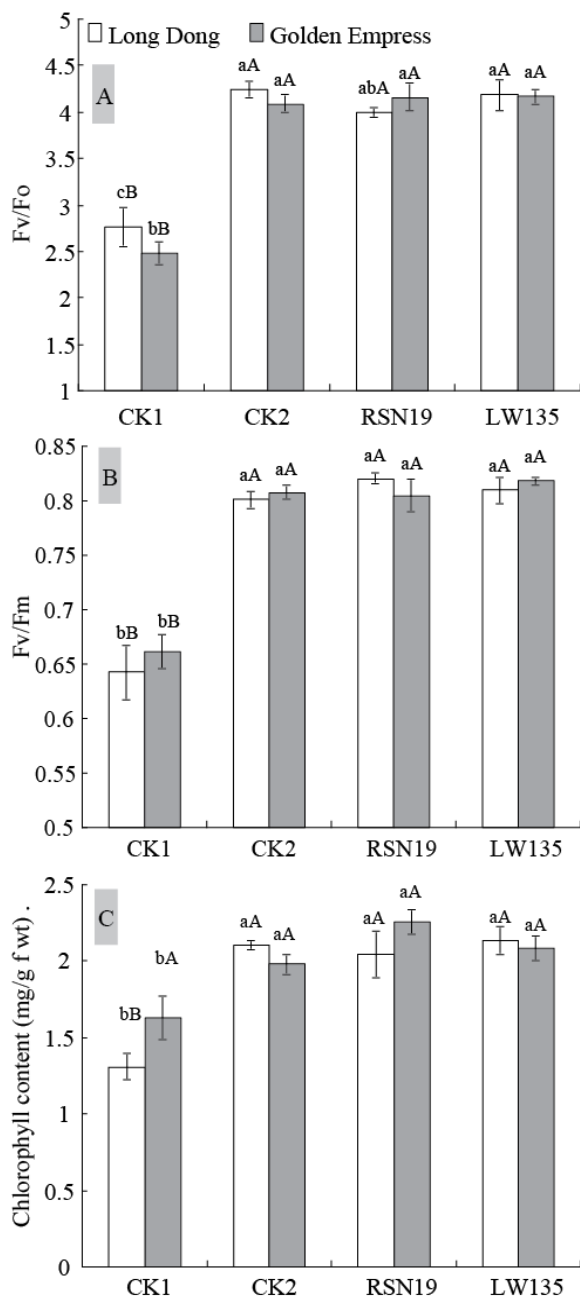 Long Dong Golden Empress
A
Fv/Fo
5
4.5
4
3.5
3
2.5
2
1.5
1
cB bB aA aA abA aA aA aA
CK1 CK2 RSN19 LW135
B
Fv/Fm
0.85
0.8
0.75
0.7
0.65
0.6
0.55
0.5
bB bB aA aA aA aA aA aA
CK1 CK2 RSN19 LW135
C
Chlorophyll content (mg/g f wt) .
2.5
2
1.5
1
0.5
0
bB bA aA aA aA aA aA aA
CK1 CK2 RSN19 LW135